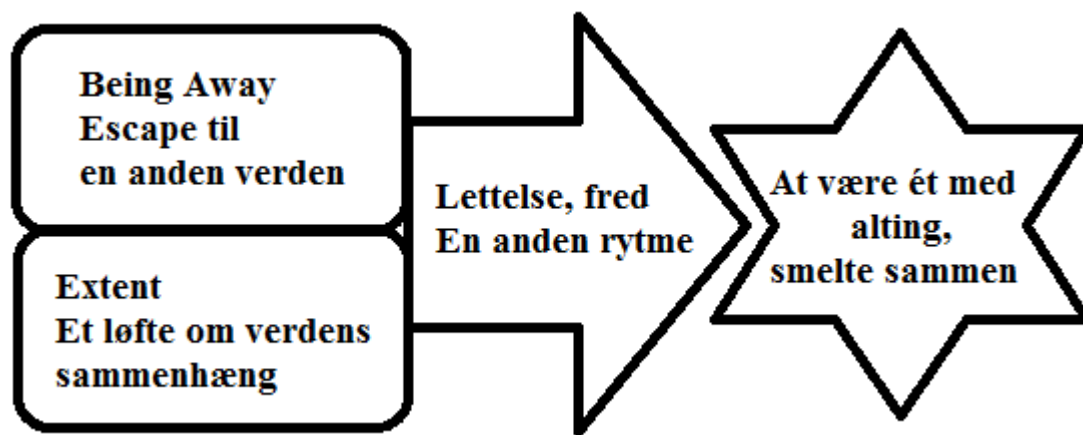 Being Away
Escape til
en anden verden
Extent
Et løfte om verdens
sammenhæng
Lettelse, fred
En anden rytme
At være ét med
alting,
smelte sammen